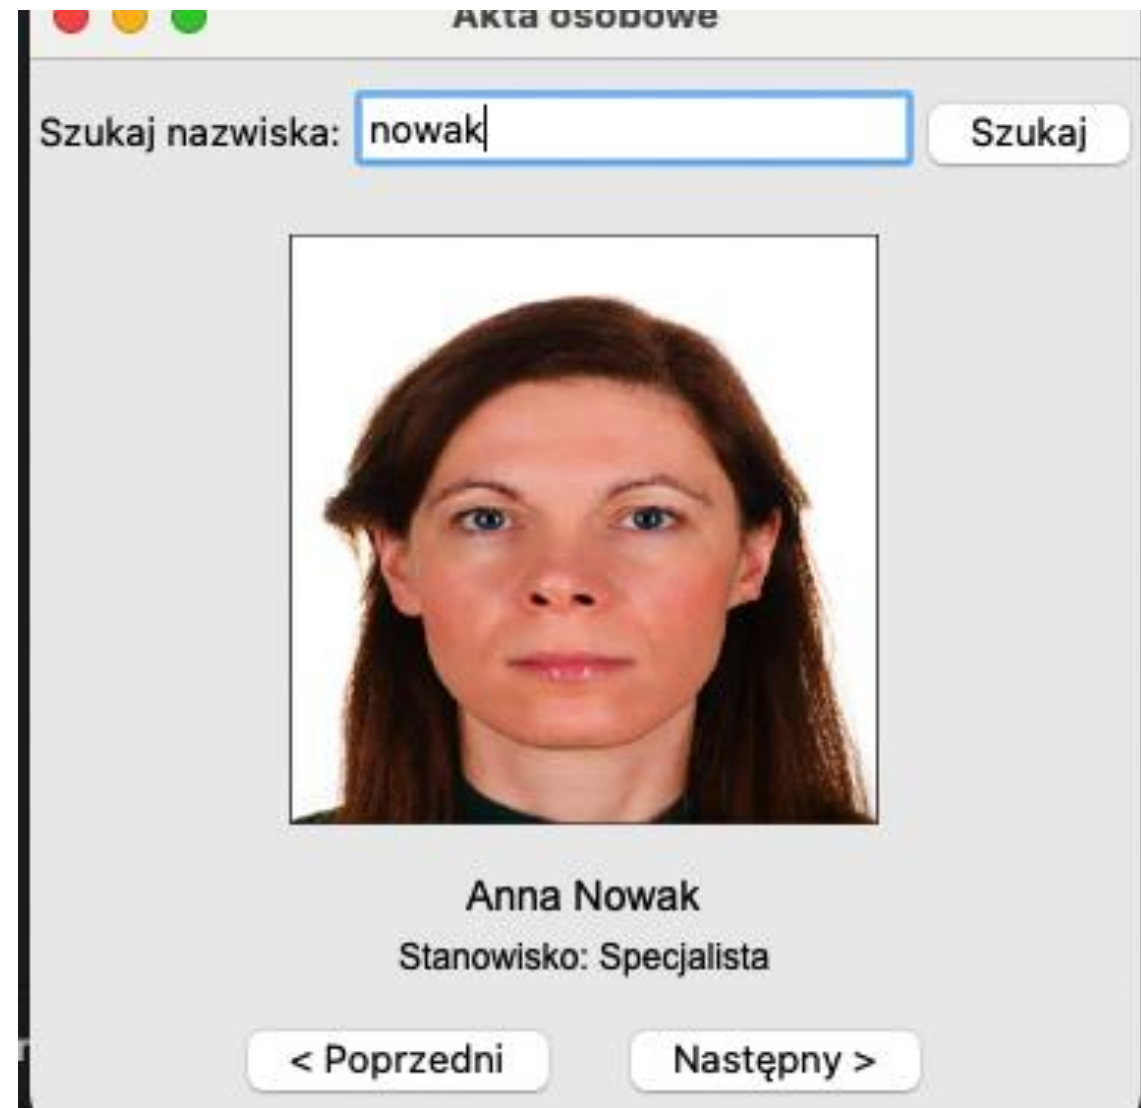 Akta osobowe
Szukaj nazwiska: nowak Szukaj
Anna Nowak
Stanowisko: Specjalista
< Poprzedni Następny >